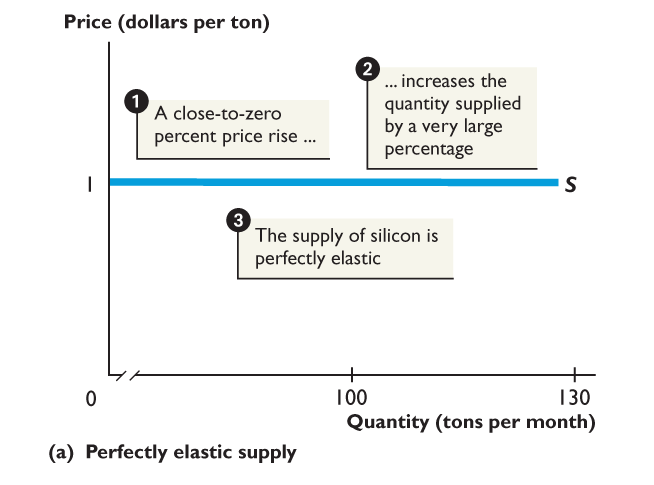 Price (dollars per ton)
1
A close-to-zero
percent price rise ...
2
... increases the
quantity supplied
by a very large
percentage
1
S
3
The supply of silicon is
perfectly elastic
0
100
130
Quantity (tons per month)
(a) Perfectly elastic supply